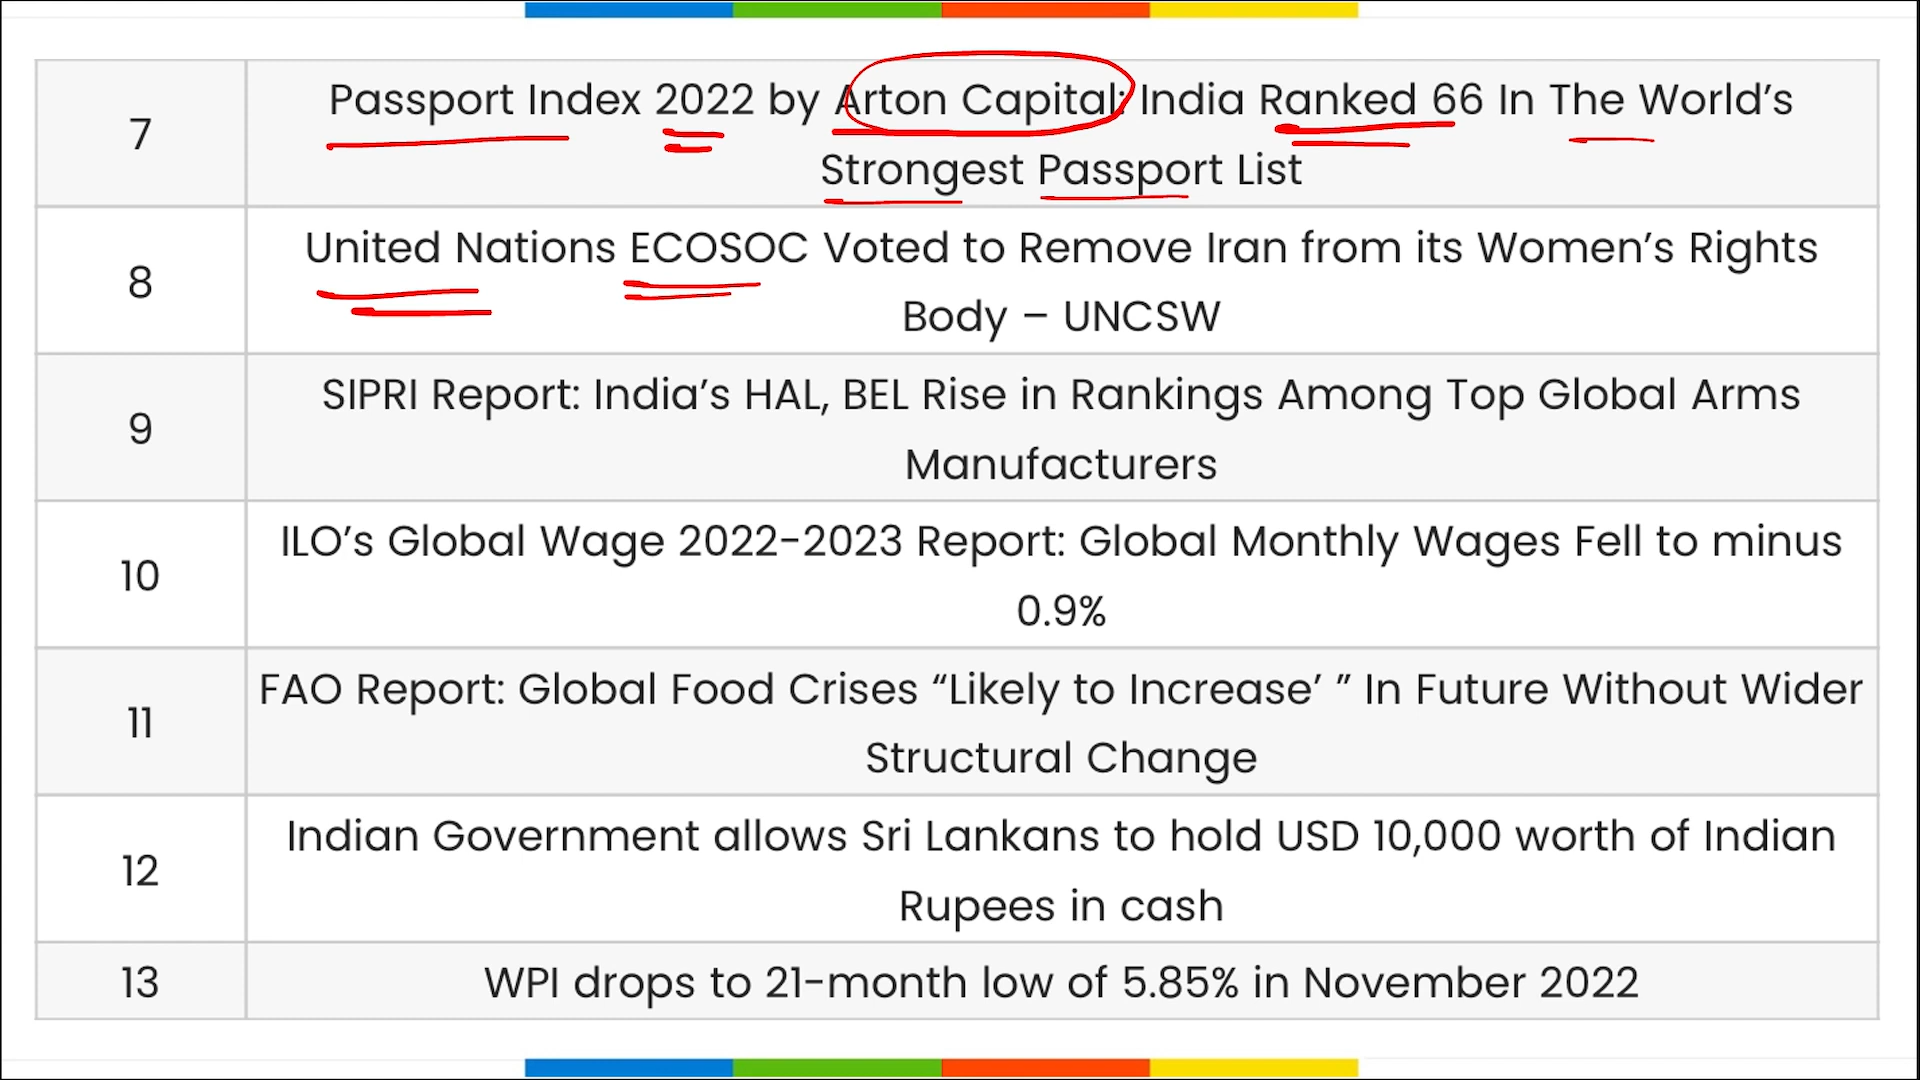 7
Passport Index 2022 by Arton Capital: India Ranked 66 In The World’s
Strongest Passport List
8
United Nations ECOSOC Voted to Remove Iran from its Women’s Rights
Body – UNCSW
9
SIPRI Report: India’s HAL, BEL Rise in Rankings Among Top Global Arms
Manufacturers
10
ILO’s Global Wage 2022-2023 Report: Global Monthly Wages Fell to minus
0.9%
11
FAO Report: Global Food Crises “Likely to Increase’ ” In Future Without Wider
Structural Change
12
Indian Government allows Sri Lankans to hold USD 10,000 worth of Indian
Rupees in cash
13
WPI drops to 21-month low of 5.85% in November 2022